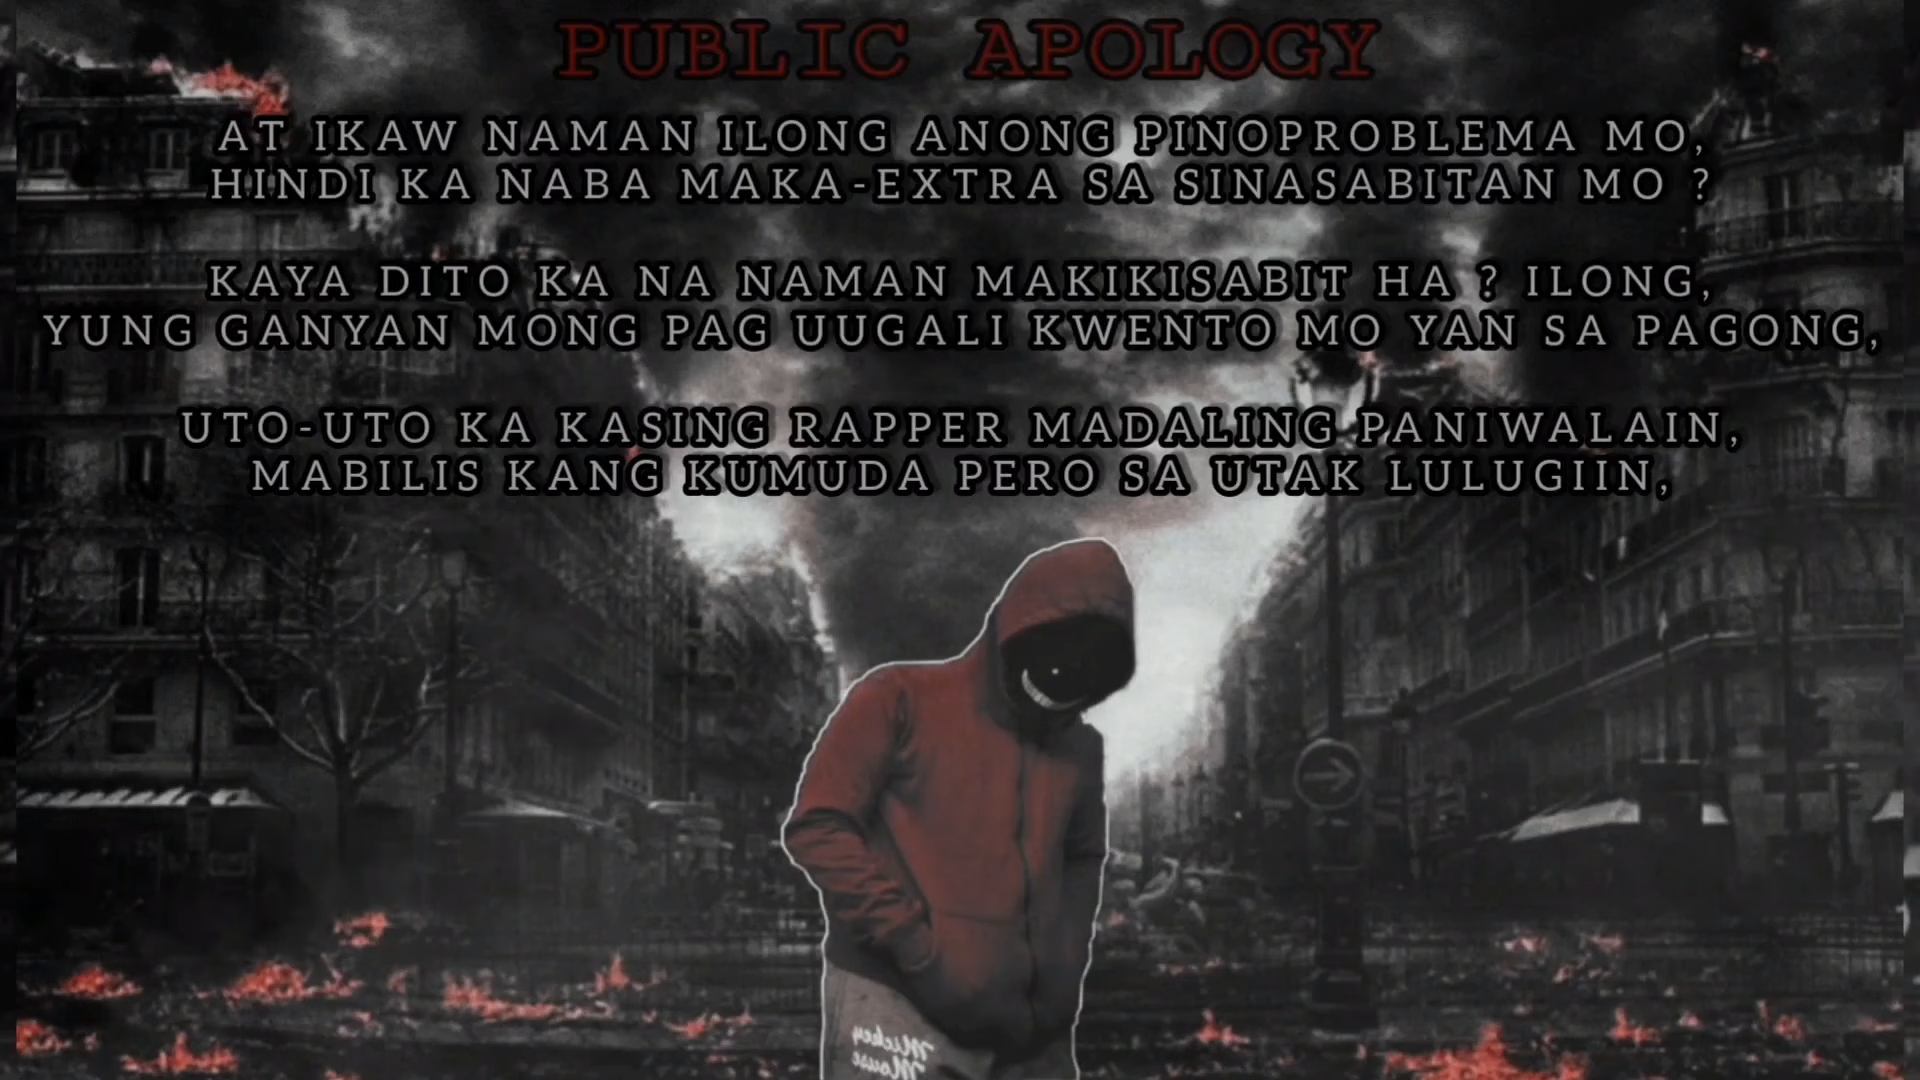 PUBLIC APOLOGY
AT IKAW NAMAN ILONG ANONG PINOPROBLEMA MO,
HINDI KA NABA MAKA-EXTRA SA SINASABITAN MO ?
KAYA DITO KA NA NAMAN MAKIKISABIT HA ? ILONG,
YUNG GANYAN MONG PAG UUGALI KWENTO MO YAN SA PAGONG,
UTO-UTO KA KASING RAPPER MADALING PANIWALAIN,
MABILIS KANG KUMUDA PERO SA UTAK LULUGIIN,
Mickey
Mouse